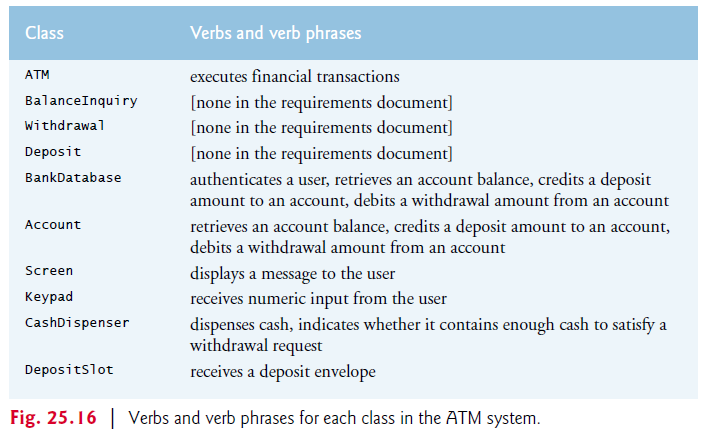 Class Verbs and verb phrases
ATM executes financial transactions
BalanceInquiry [none in the requirements document]
Withdrawal [none in the requirements document]
Deposit [none in the requirements document]
BankDatabase authenticates a user, retrieves an account balance, credits a deposit
amount to an account, debits a withdrawal amount from an account
Account retrieves an account balance, credits a deposit amount to an account,
debits a withdrawal amount from an account
Screen displays a message to the user
Keypad receives numeric input from the user
CashDispenser dispenses cash, indicates whether it contains enough cash to satisfy a
withdrawal request
DepositSlot receives a deposit envelope
Fig. 25.16 | Verbs and verb phrases for each class in the ATM system.